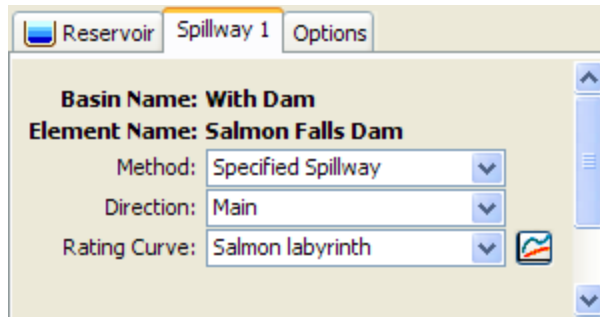 Reservoir Spillway 1 Options
Basin Name: With Dam
Element Name: Salmon Falls Dam
Method: Specified Spillway
Direction: Main
Rating Curve: Salmon labyrinth